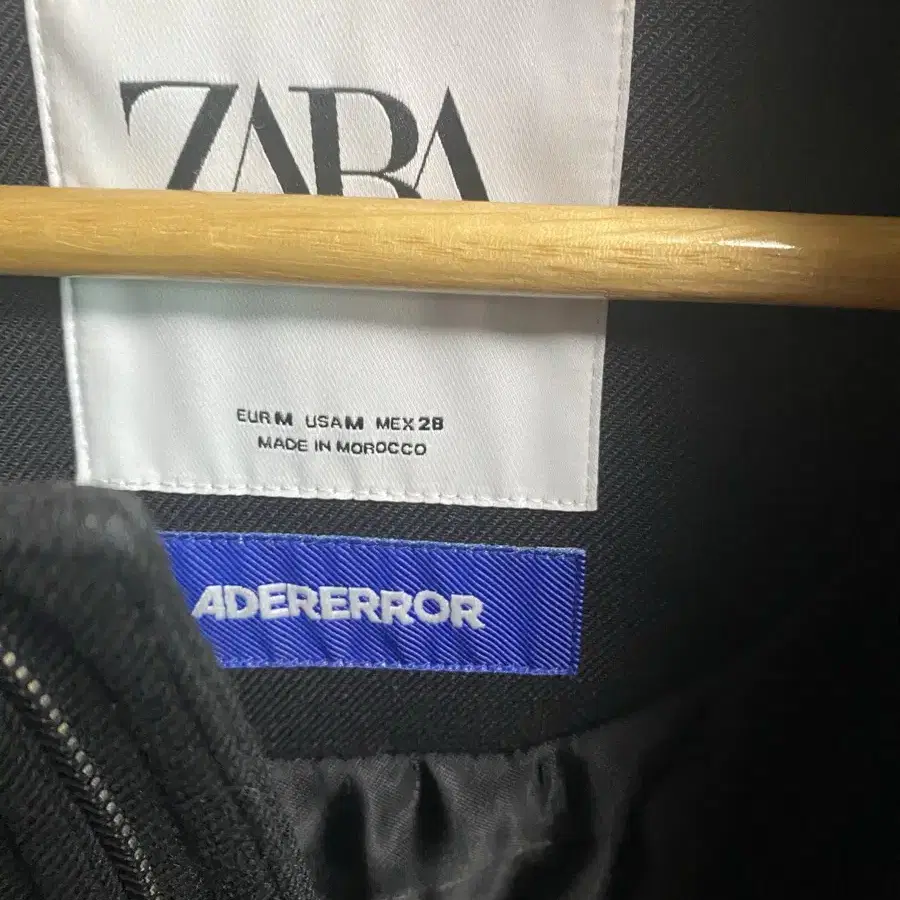 ZARA
EUR M USA M MEX 28
MADE IN MOROCCO
ADERERROR